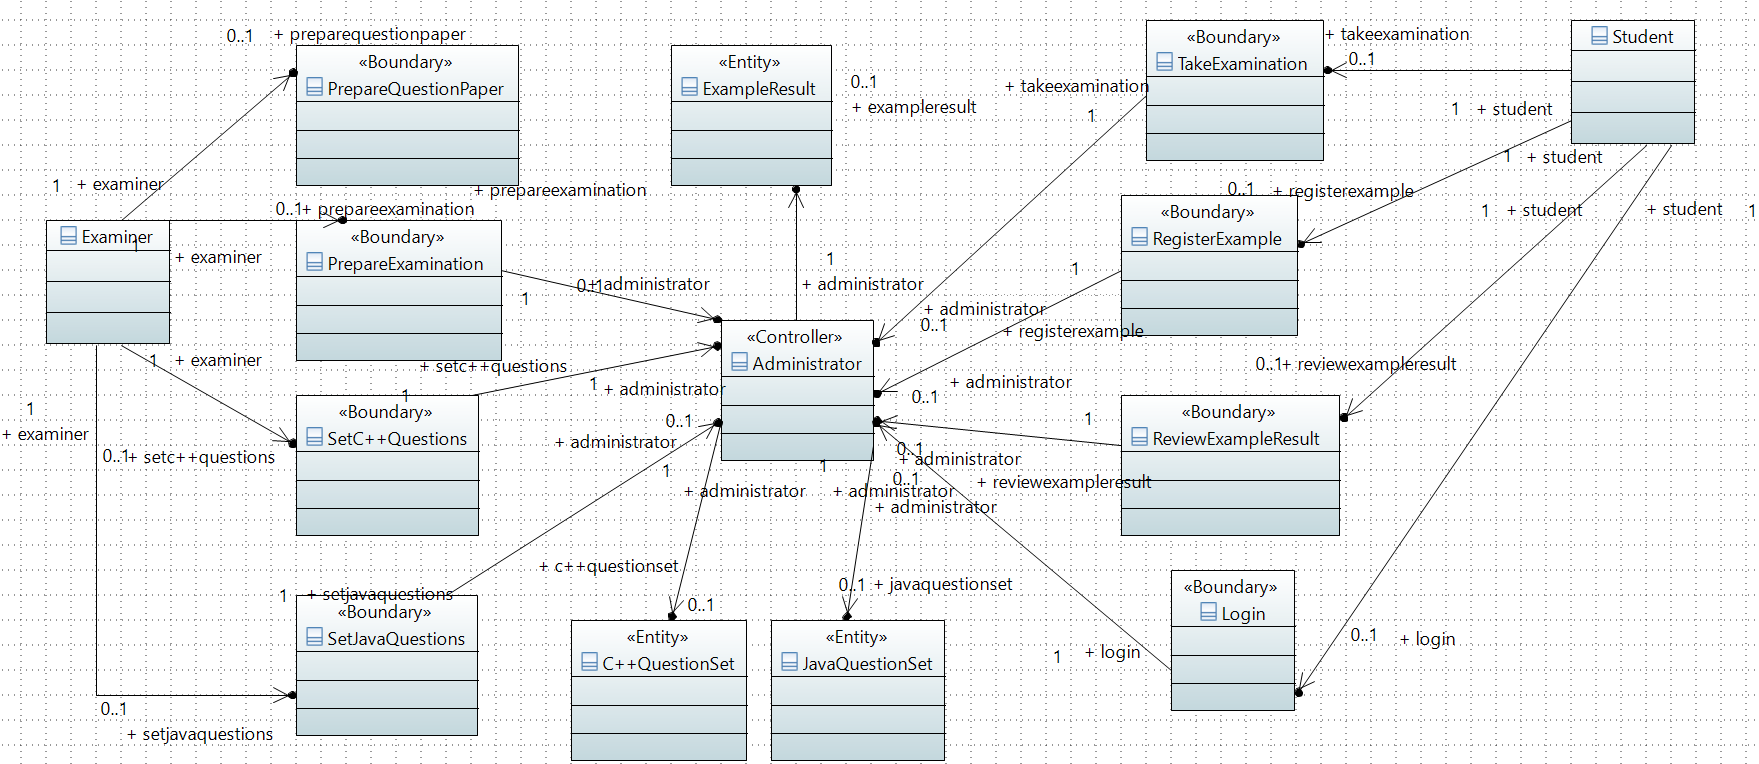 0..1
+ preparequestionpaper
«Boundary»
PrepareQuestionPaper
«Entity»
ExampleResult
0..1
+ exampleresult
«Boundary»
TakeExamination
+ takeexamination
0..1
Student
+ takeexamination
1
1
+ student
1
+ student
1
+ examiner
+ prepareexamination
0..1
+ prepareexamination
0..1
+ registerexample
1
+ student
+ student
1
Examiner
1
+ examiner
«Boundary»
PrepareExamination
«Boundary»
RegisterExample
1
0..1
+ administrator
1
+ administrator
1
+ administrator
0..1
+ registerexample
«Controller»
Administrator
1
+ examiner
+ setc++questions
1
1
+ administrator
+ administrator
0..1
0..1
+ reviewexampleresult
1
+ examiner
«Boundary»
SetC++Questions
0..1
+ setc++questions
0..1
+ administrator
1
+ administrator
1
«Boundary»
ReviewExampleResult
1
0..1
+ administrator
0..1
+ administrator
+ administrator
+ reviewexampleresult
+ c++questionset
0..1
0..1
+ javaquestionset
1
+ setjavaquestions
«Boundary»
SetJavaQuestions
0..1
+ setjavaquestions
«Entity»
C++QuestionSet
«Entity»
JavaQuestionSet
«Boundary»
Login
1
+ login
0..1
+ login